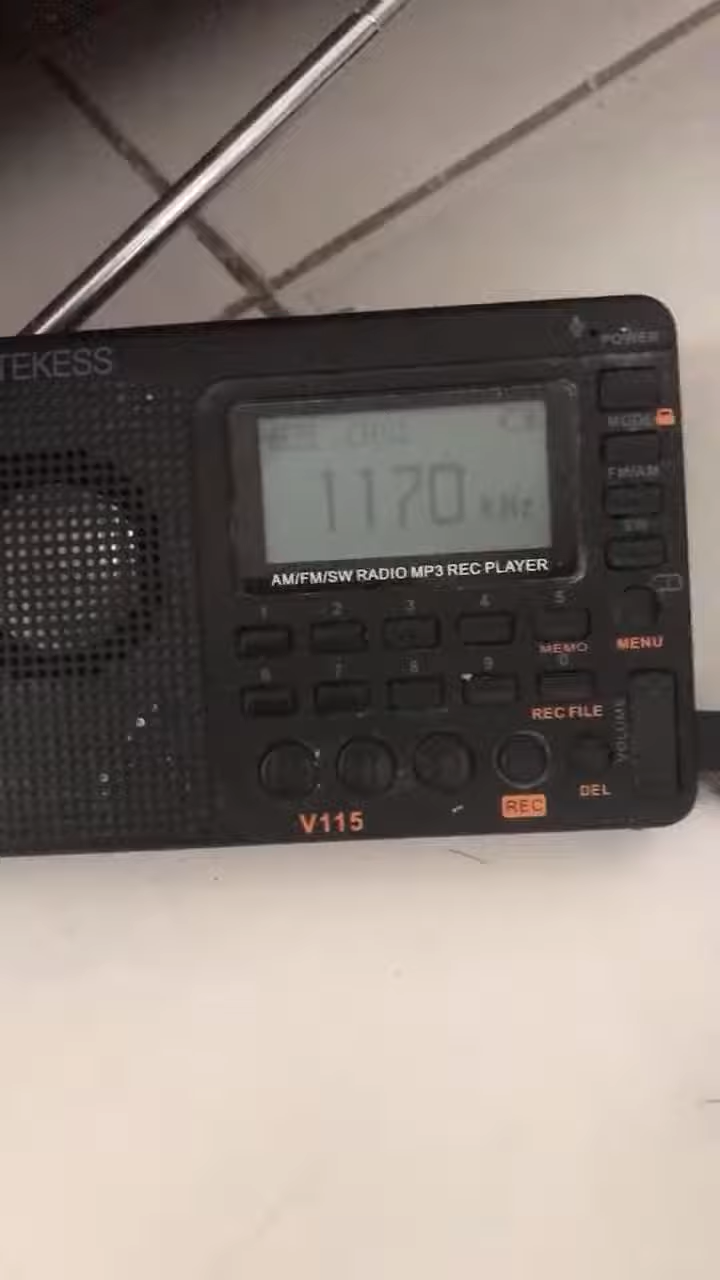 TEKESS
POWER
MODE
FM/AM
SW
1170 kHz
AM/FM/SW RADIO MP3 REC PLAYER
1 2 3 4 5
MEMO
MENU
6 7 8 9 0
REC FILE
VOLUME
DEL
REC
V115